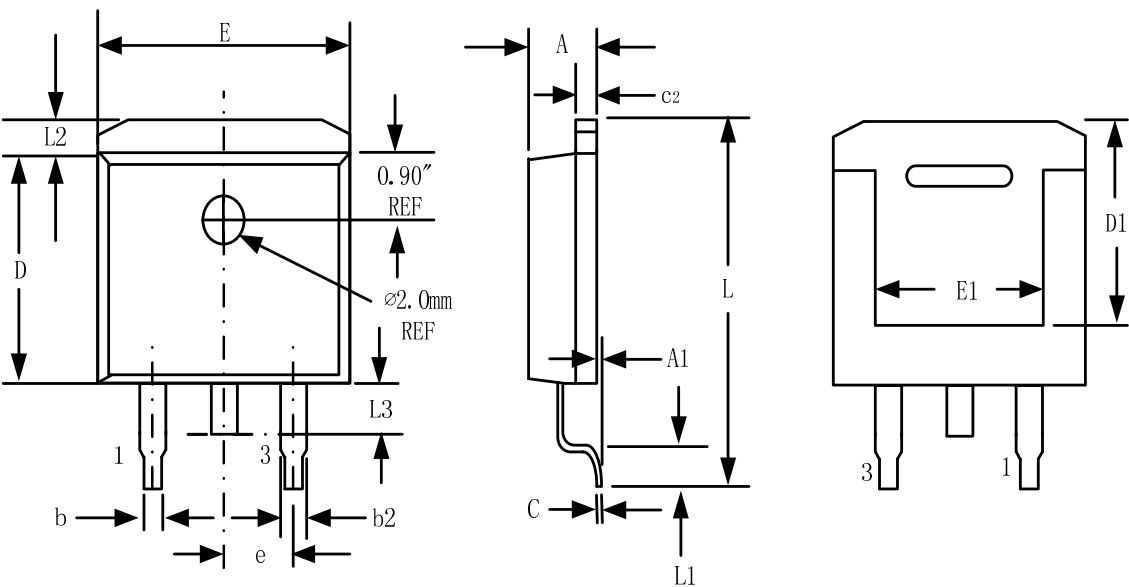 E
A
c2
L2
0.90″
REF
D
⌀2.0mm
REF
L3
1
3
b
b2
e
L
A1
C
L1
D1
E1
3
1